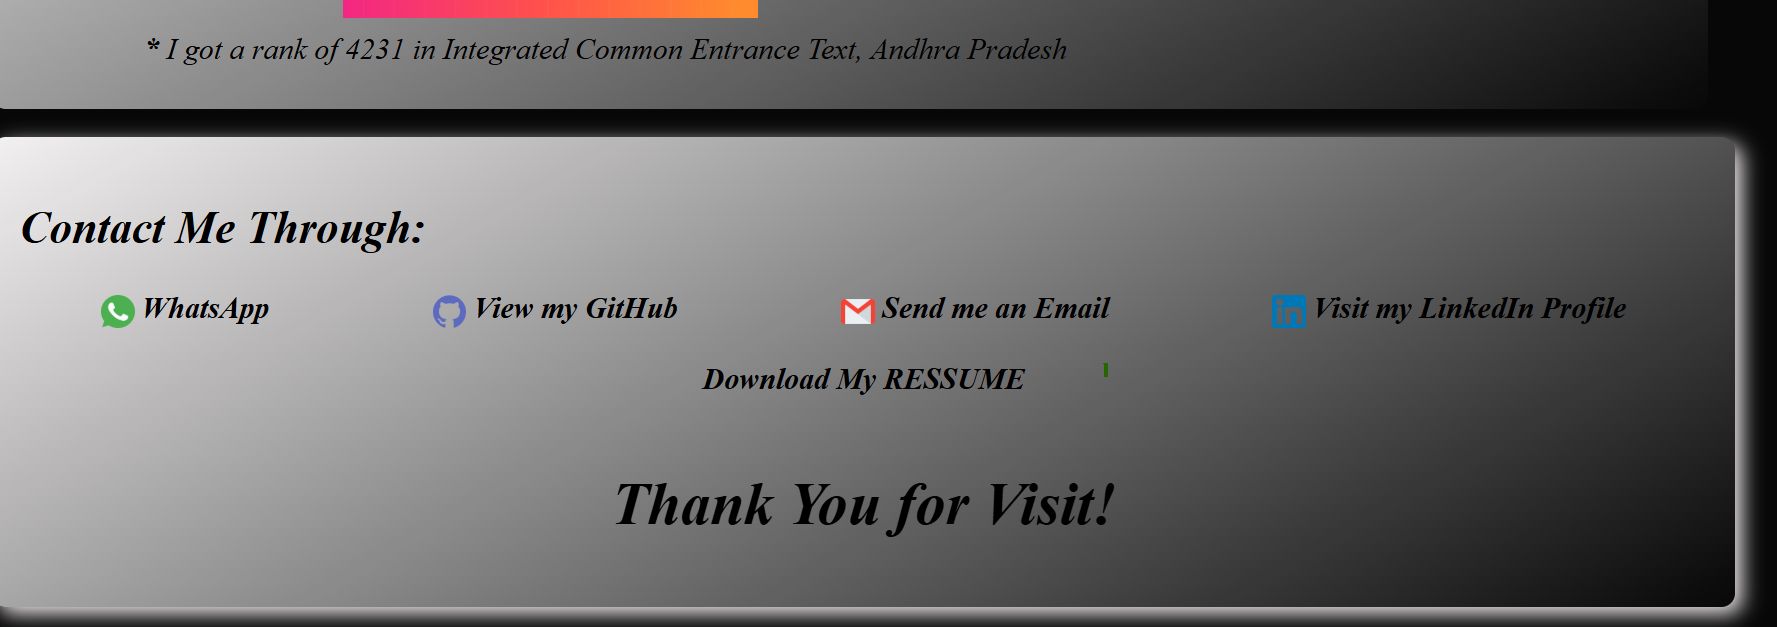 * I got a rank of 4231 in Integrated Common Entrance Text, Andhra Pradesh
Contact Me Through:
WhatsApp View my GitHub Send me an Email Visit my LinkedIn Profile
Download My RESSUME
Thank You for Visit!